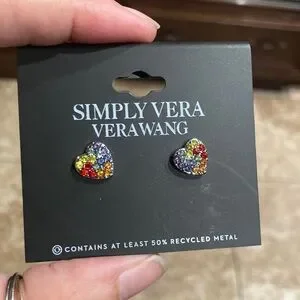 SIMPLY VERA
VERAWANG
CONTAINS AT LEAST 50% RECYCLED METAL